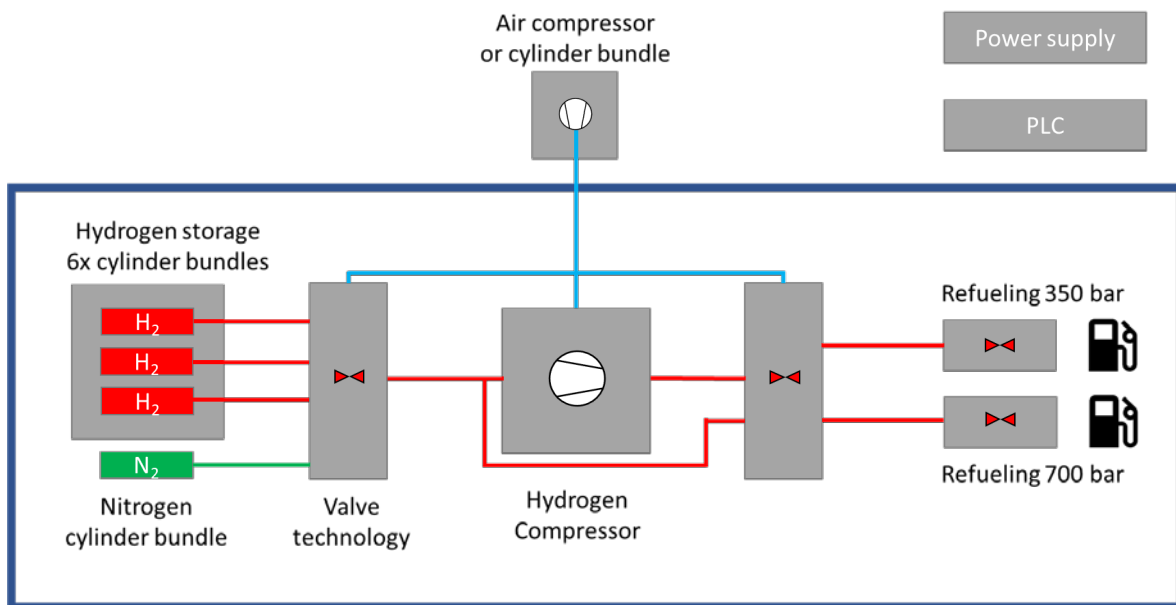 Air compressor
or cylinder bundle
Power supply
PLC
Hydrogen storage
6x cylinder bundles
H₂
H₂
H₂
N₂
Nitrogen
cylinder bundle
Valve
technology
Hydrogen
Compressor
Refueling 350 bar
Refueling 700 bar